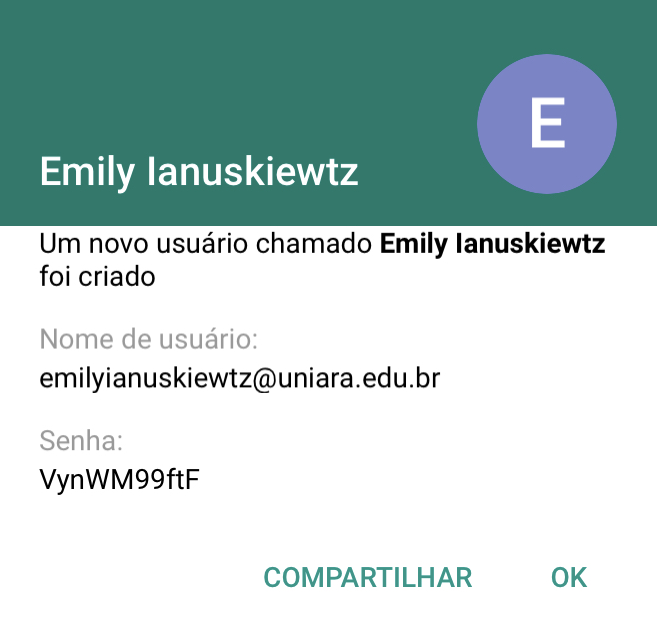 E
Emily Ianuskiewtz
Um novo usuário chamado Emily Ianuskiewtz
foi criado
Nome de usuário:
emilyianuskiewtz@uniara.edu.br
Senha:
VynWM99ftF
COMPARTILHAR OK